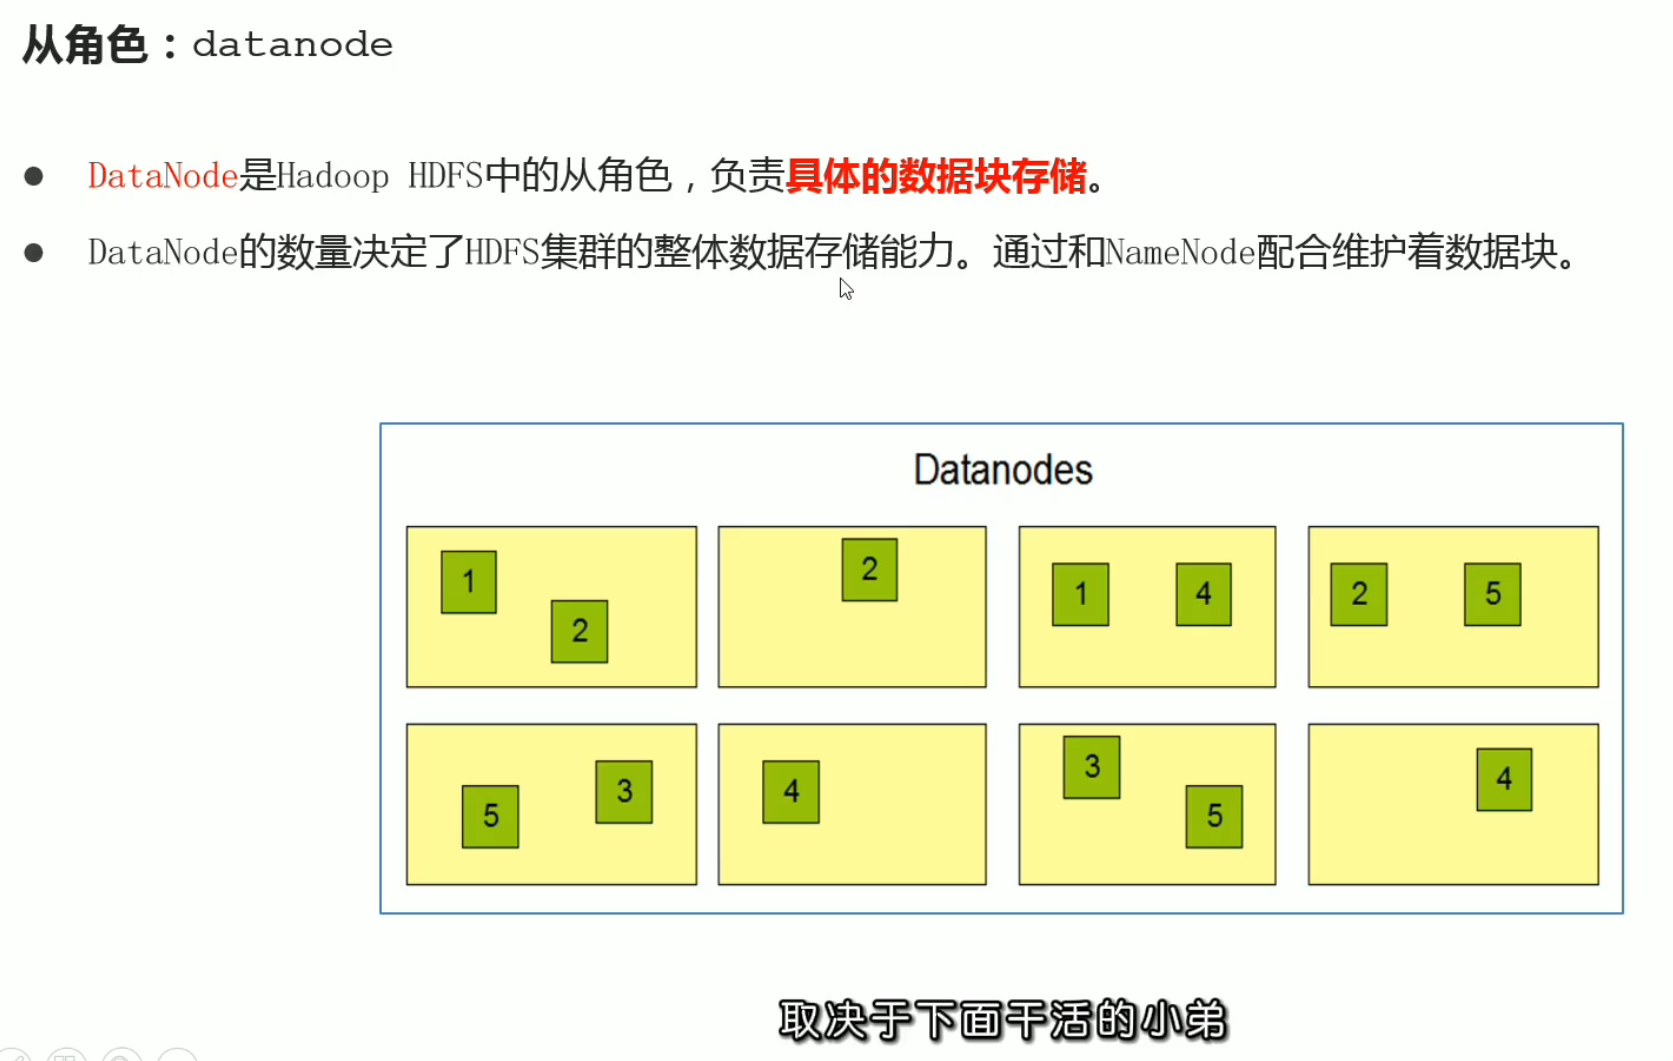 从角色：datanode
● DataNode是Hadoop HDFS中的从角色，负责具体的数据块存储。
● DataNode的数量决定了HDFS集群的整体数据存储能力。通过和NameNode配合维护着数据块。
Datanodes
1 2 2 1 4 2 5
5 3 4 3 5 4
取决于下面干活的小弟